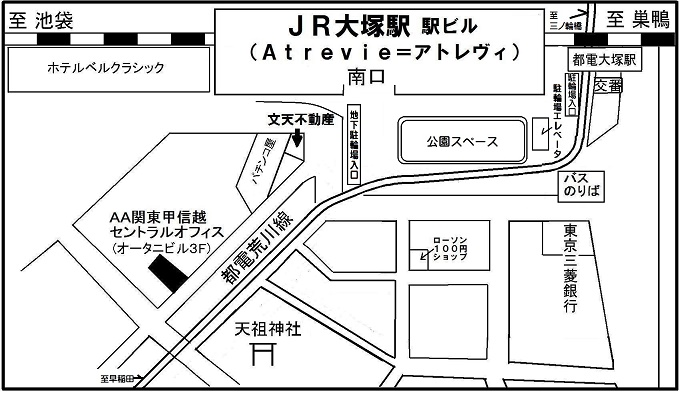 至 池袋
JR大塚駅 駅ビル
(Atrevie=アトレヴィ)
南口
至
三ノ輪橋
至 巣鴨
都電大塚駅
ホテルベルクラシック
交番
駐輪場入口
駐輪場エレベータ
文天不動産
パチンコ屋
地下駐輪場入口
公園スペース
バス
のりば
AA関東甲信越
セントラルオフィス
(オータニビル3F)
都電荒川線
ローソン
100円
ショップ
東京三菱銀行
天祖神社
至早稲田